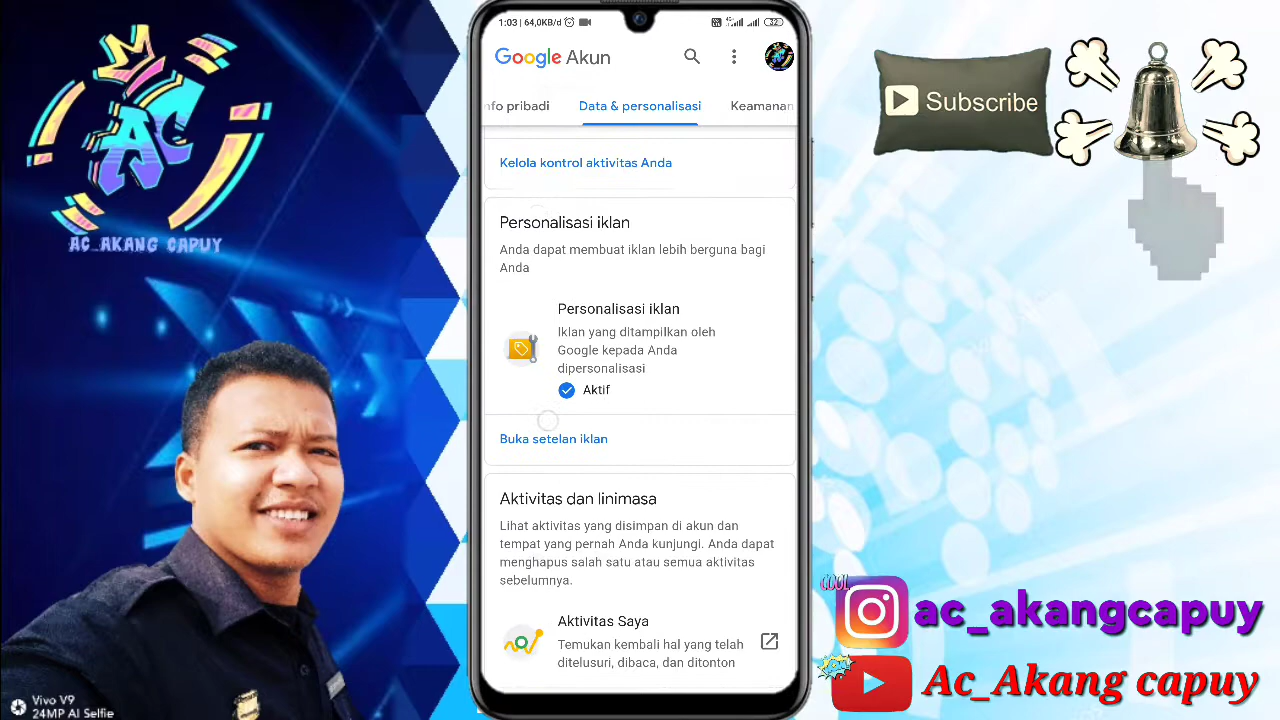 AC
AC_AKANG CAPUY
Vivo V9
24MP AI Selfie
1:03 | 64,0KB/d
Google Akun
nfo pribadi
Data & personalisasi
Keamanan
Kelola kontrol aktivitas Anda
Personalisasi iklan
Anda dapat membuat iklan lebih berguna bagi
Anda
Personalisasi iklan
Iklan yang ditampilkan oleh
Google kepada Anda
dipersonalisasi
Aktif
Buka setelan iklan
Aktivitas dan linimasa
Lihat aktivitas yang disimpan di akun dan
tempat yang pernah Anda kunjungi. Anda dapat
menghapus salah satu atau semua aktivitas
sebelumnya.
Aktivitas Saya
Temukan kembali hal yang telah
ditelusuri, dibaca, dan ditonton
Subscribe
COOL
ac_akangcapuy
Ac_Akang capuy